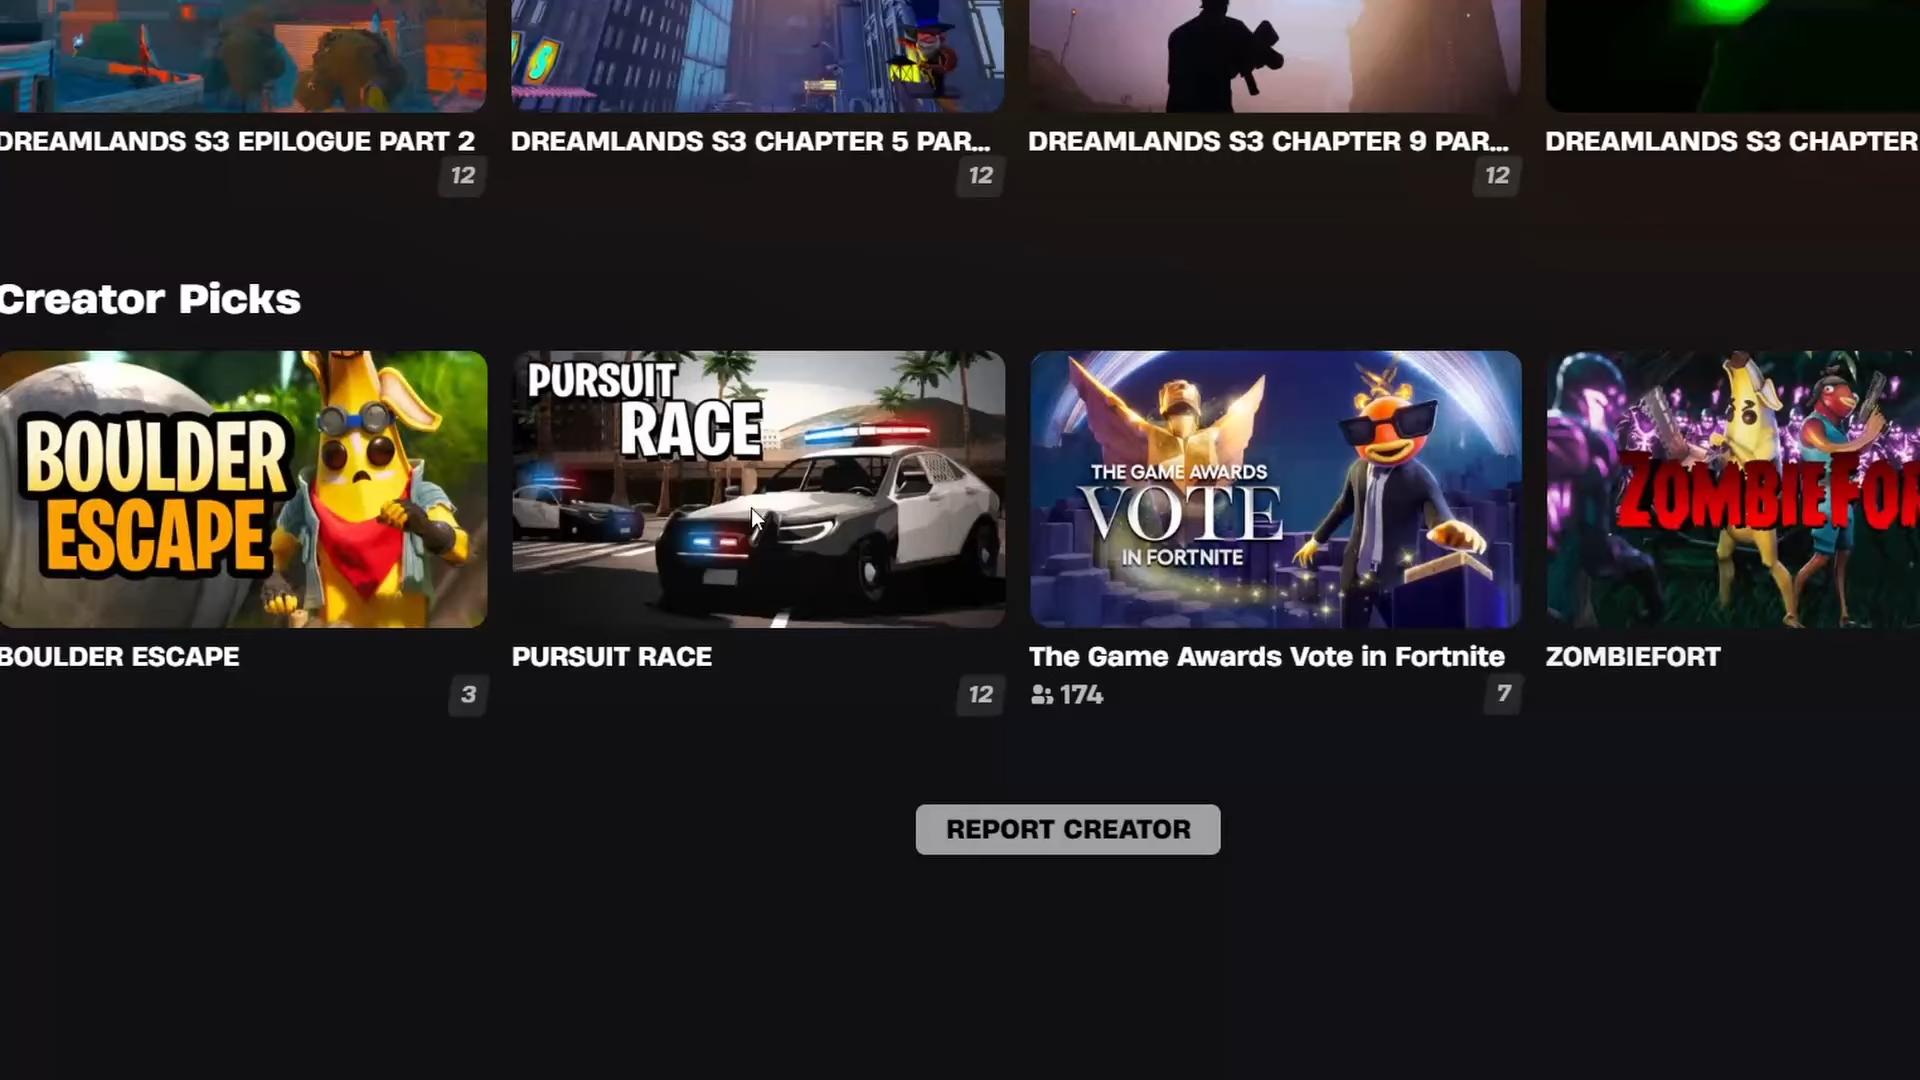 DREAMLANDS S3 EPILOGUE PART 2
12
DREAMLANDS S3 CHAPTER 5 PAR...
12
DREAMLANDS S3 CHAPTER 9 PAR...
12
DREAMLANDS S3 CHAPTER
Creator Picks
BOULDER
ESCAPE
BOULDER ESCAPE
3
PURSUIT
RACE
PURSUIT RACE
12
THE GAME AWARDS
VOTE
IN FORTNITE
The Game Awards Vote in Fortnite
174
7
ZOMBIEFOR
ZOMBIEFORT
REPORT CREATOR